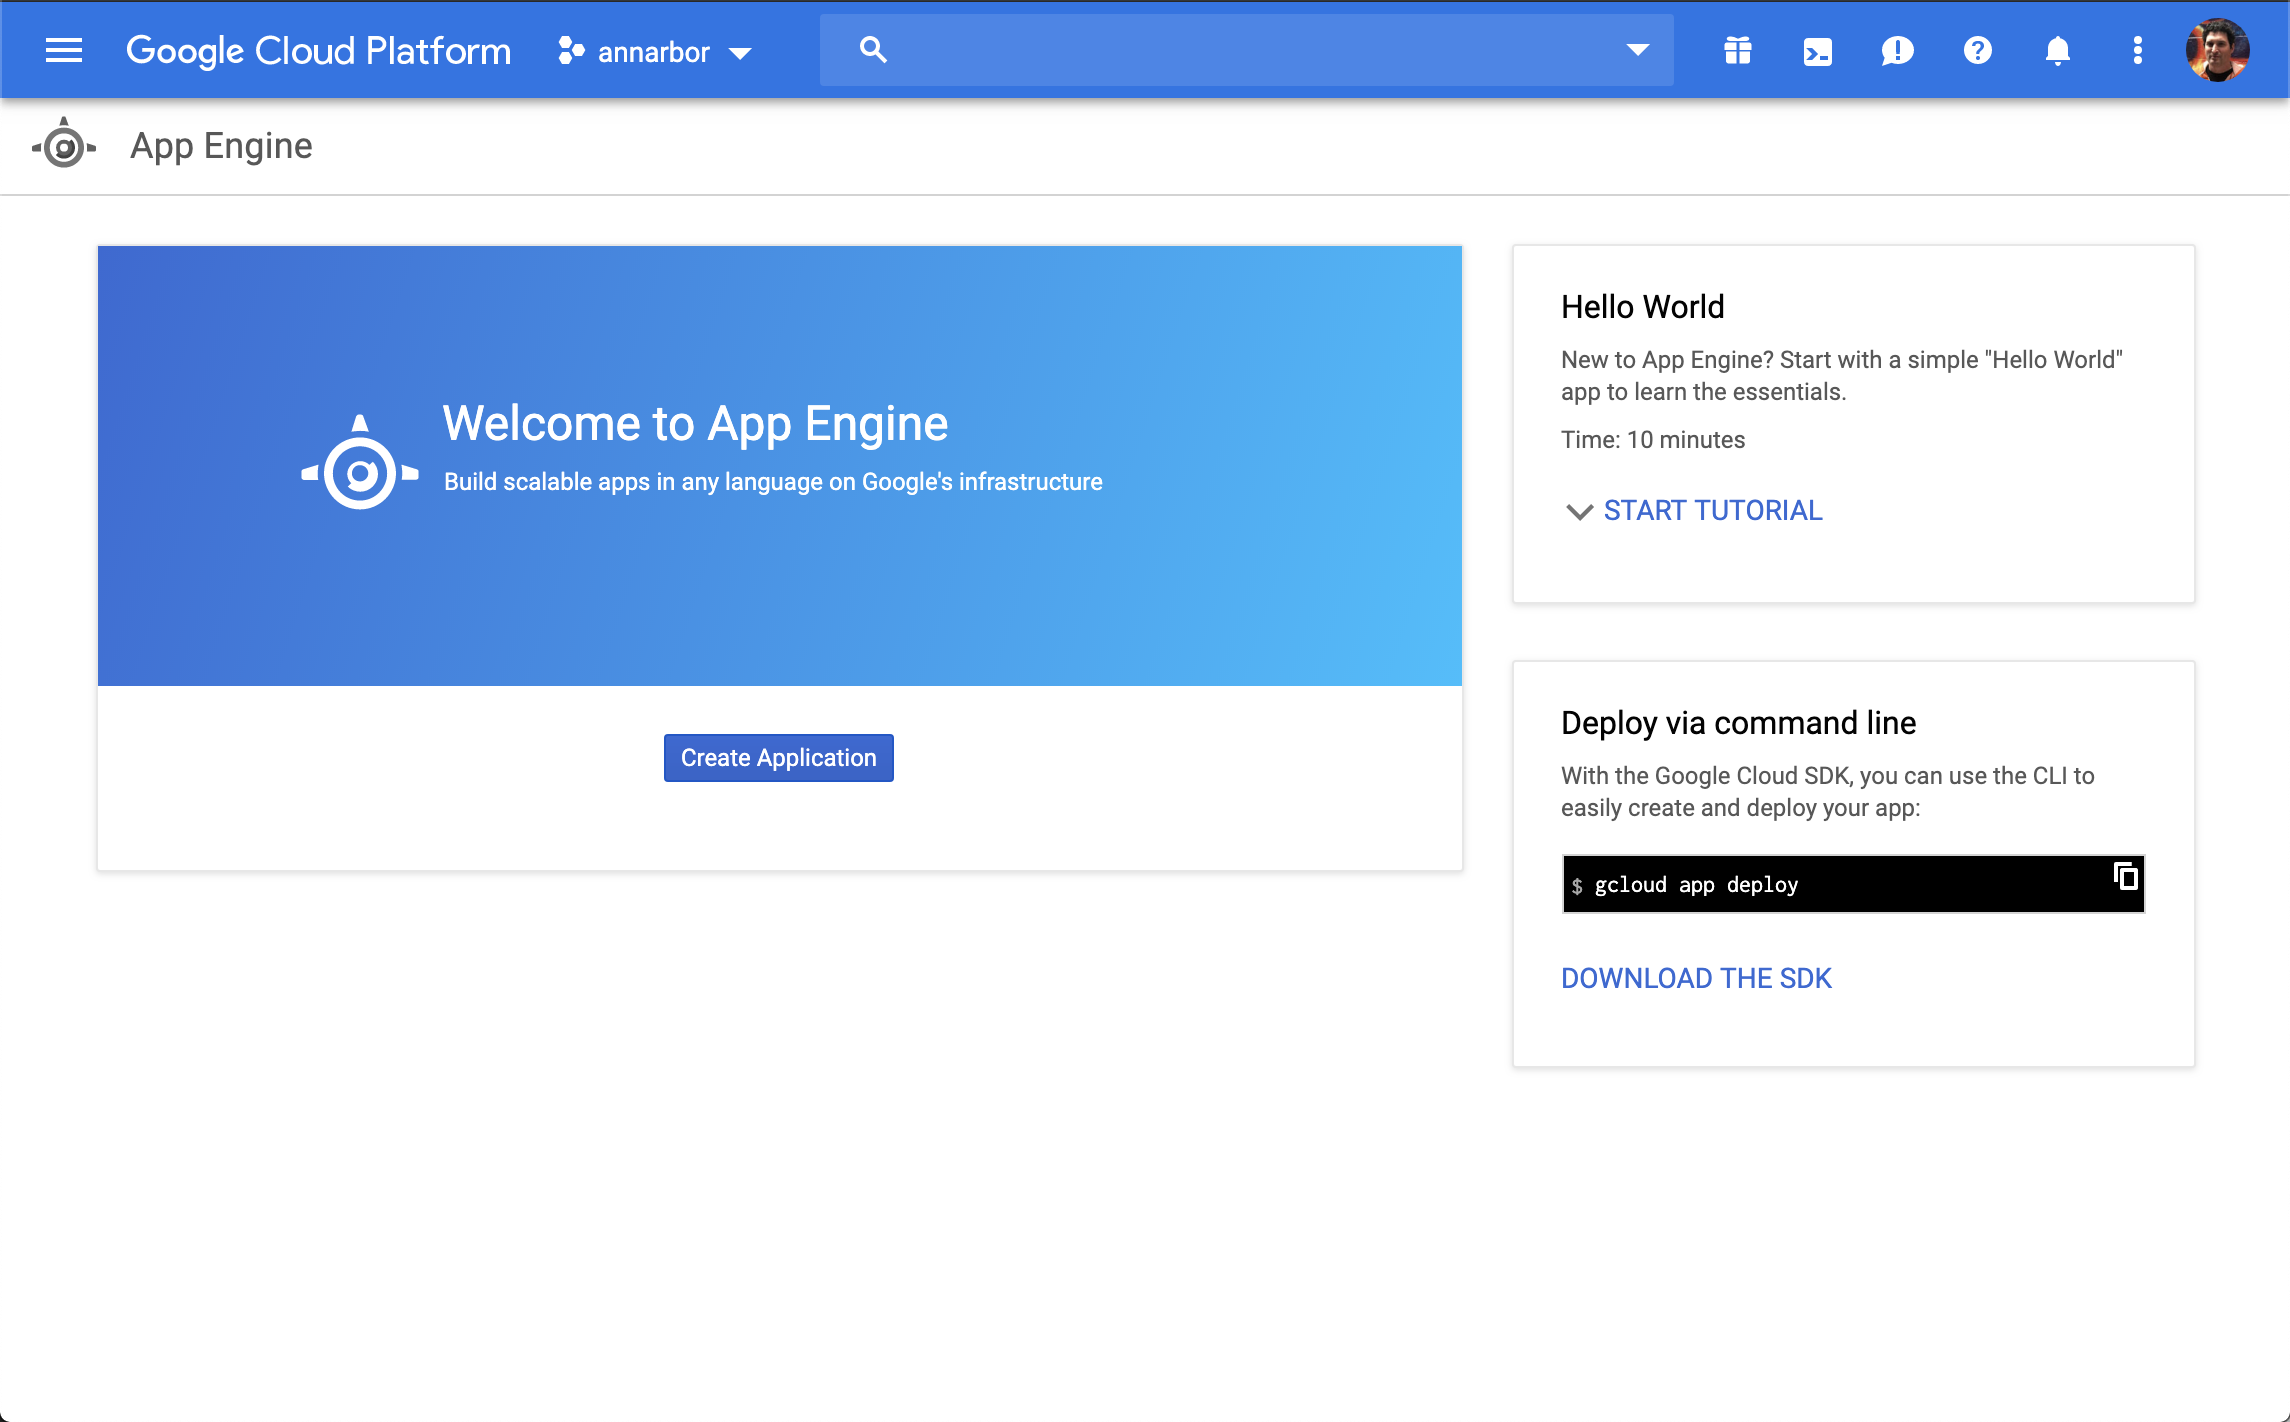 Google Cloud Platform
annarbor
App Engine
Welcome to App Engine
Build scalable apps in any language on Google's infrastructure
Create Application
Hello World
New to App Engine? Start with a simple "Hello World"
app to learn the essentials.
Time: 10 minutes
START TUTORIAL
Deploy via command line
With the Google Cloud SDK, you can use the CLI to
easily create and deploy your app:
$ gcloud app deploy
DOWNLOAD THE SDK